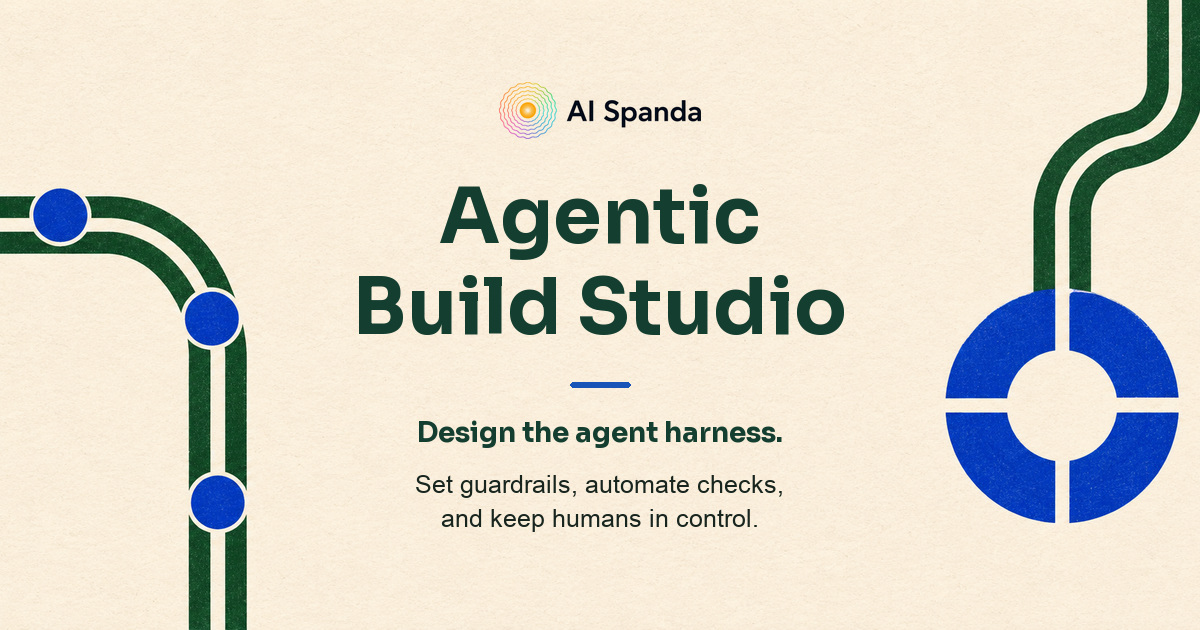 AI Spanda
Agentic
Build Studio
Design the agent harness.
Set guardrails, automate checks,
and keep humans in control.